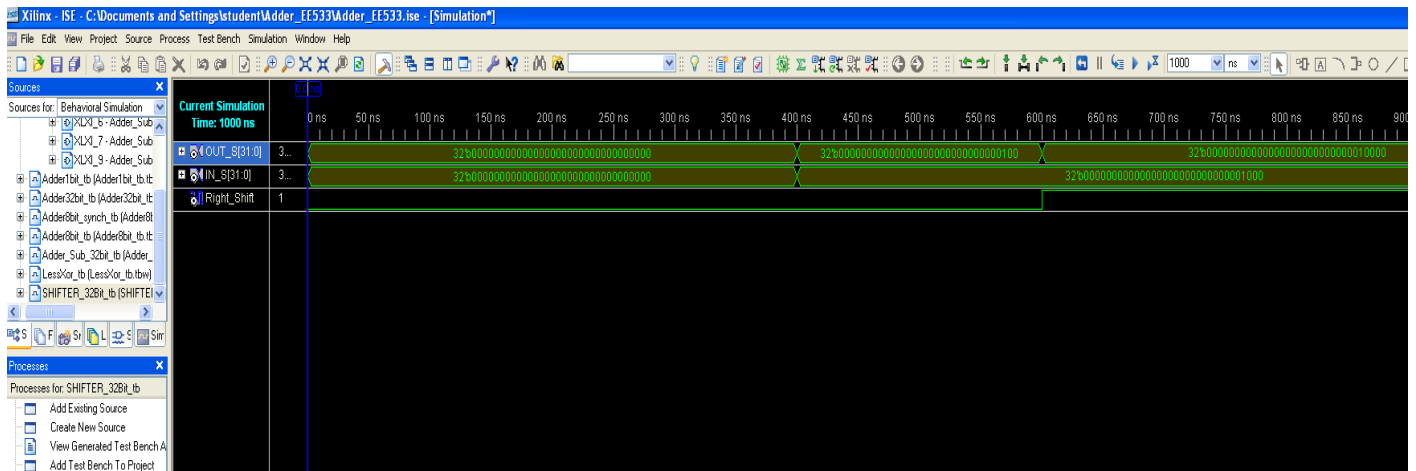 Xilinx - ISE - C:\Documents and Settings\student\Adder_EE533\Adder_EE533.ise - [Simulation*]
File Edit View Project Source Process Test Bench Simulation Window Help
1000 ns
Sources
Sources for: Behavioral Simulation
XLXI_6 - Adder_Sub
XLXI_7 - Adder_Sub
XLXI_9 - Adder_Sub
Adder1bit_tb (Adder1bit_tb.tb
Adder32bit_tb (Adder32bit_tb
Adder8bit_synch_tb (Adder8b
Adder8bit_tb (Adder8bit_tb.tb
Adder_Sub_32bit_tb (Adder_
LessXor_tb (LessXor_tb.tbw)
SHIFTER_32Bit_tb (SHIFTE
S F Sr L S Sim
Processes
Processes for: SHIFTER_32Bit_tb
Add Existing Source
Create New Source
View Generated Test Bench A
Add Test Bench To Project
Current Simulation
Time: 1000 ns
0.0 ns
0 ns 50 ns 100 ns 150 ns 200 ns 250 ns 300 ns 350 ns 400 ns 450 ns 500 ns 550 ns 600 ns 650 ns 700 ns 750 ns 800 ns 850 ns 900
OUT_S[31:0] 3... 32'b00000000000000000000000000000000 32'b00000000000000000000000000000100 32'b00000000000000000000000000010000
IN_S[31:0] 3... 32'b00000000000000000000000000000000 32'b00000000000000000000000000001000
Right_Shift 1